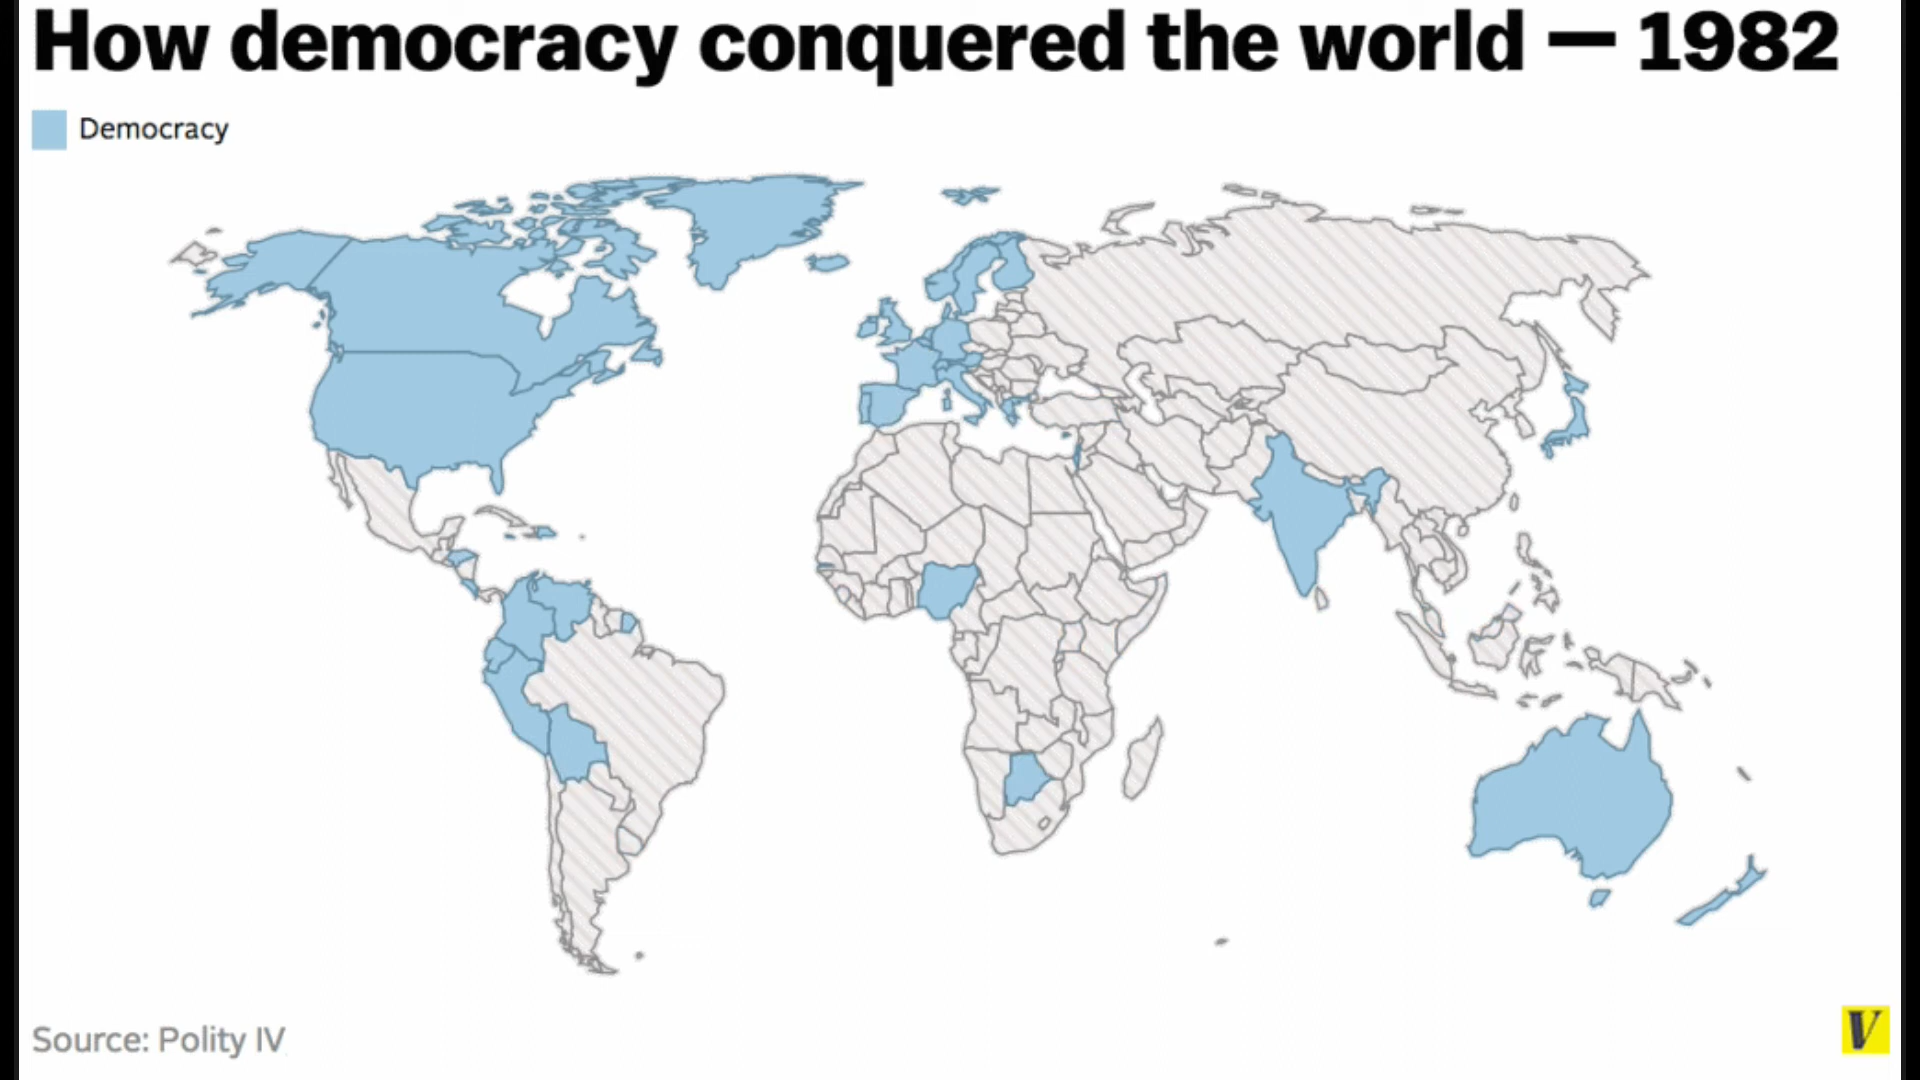 How democracy conquered the world — 1982
Democracy
Source: Polity IV
V